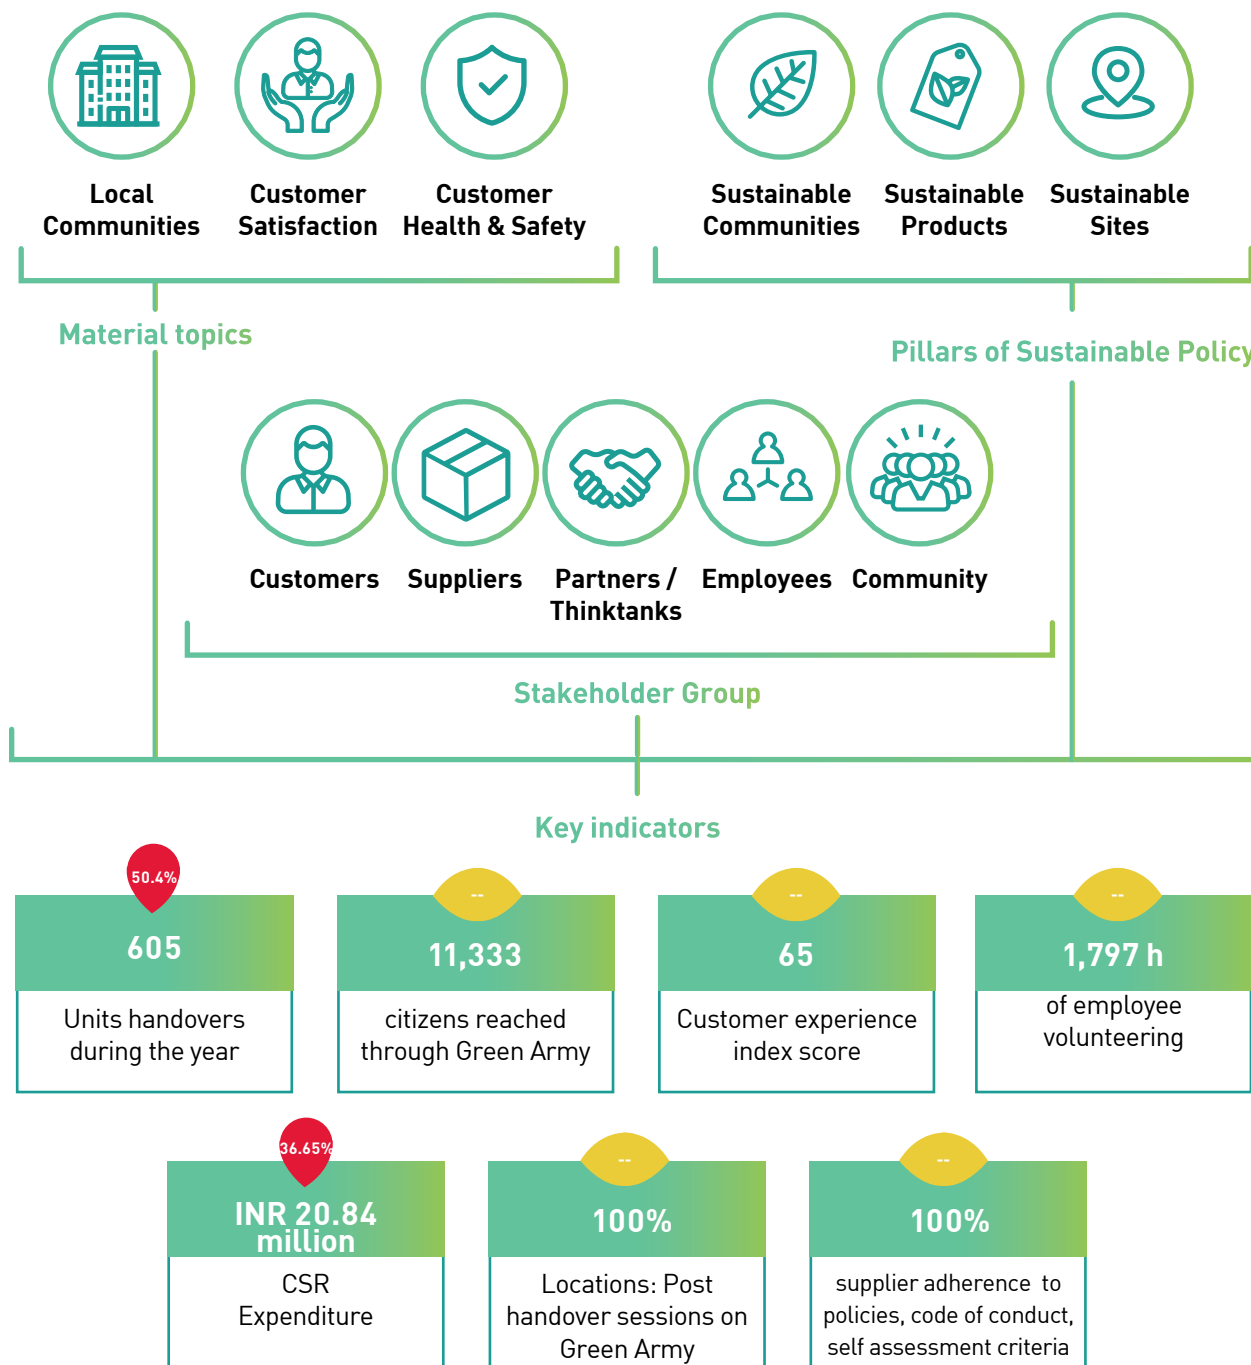 Local
Communities
Customer
Satisfaction
Customer
Health & Safety
Sustainable
Communities
Sustainable
Products
Sustainable
Sites
Material topics
Pillars of Sustainable Policy
Customers
Suppliers
Partners /
Thinktanks
Employees
Community
Stakeholder Group
Key indicators
50.4%
605
Units handovers
during the year
--
11,333
citizens reached
through Green Army
--
65
Customer experience
index score
--
1,797 h
of employee
volunteering
36.65%
INR 20.84
million
CSR
Expenditure
--
100%
Locations: Post
handover sessions on
Green Army
--
100%
supplier adherence to
policies, code of conduct,
self assessment criteria